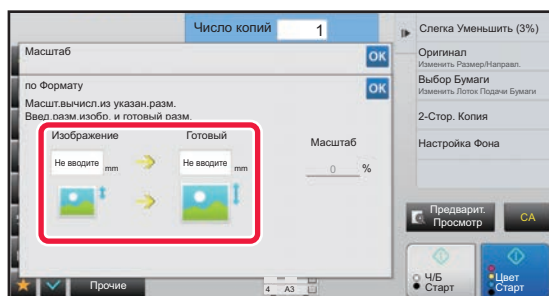 Число копий
1
Масштаб
OK
по Формату
OK
Масшт.вычисл.из указан.разм.
Введ.разм.изобр. и готовый разм.
Изображение
Готовый
Не вводите mm
Не вводите mm
Масштаб
0 %
Слегка Уменьшить (3%)
Оригинал
Изменить Размер/Направл.
Выбор Бумаги
Изменить Лоток Подачи Бумаги
2-Стор. Копия
Настройка Фона
Предварит.
Просмотр
CA
Ч/Б
Старт
Цвет
Старт
Прочие
4 A3